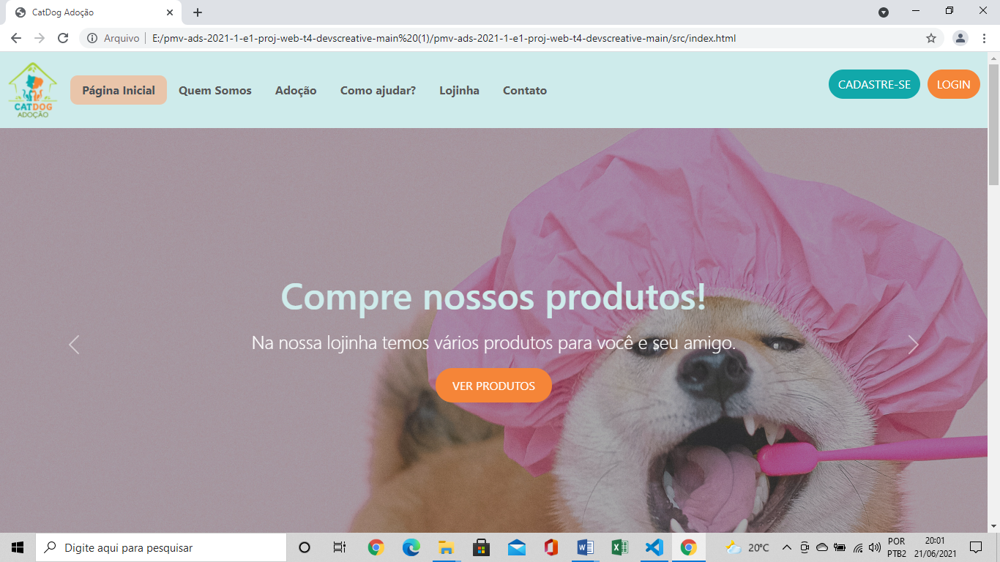 CatDog Adoção
Arquivo
E:/pmv-ads-2021-1-e1-proj-web-t4-devscreative-main%20(1)/pmv-ads-2021-1-e1-proj-web-t4-devscreative-main/src/index.html
CATDOG
ADOÇÃO
Página Inicial Quem Somos Adoção Como ajudar? Lojinha Contato
CADASTRE-SE LOGIN
Compre nossos produtos!
Na nossa lojinha temos vários produtos para você e seu amigo.
VER PRODUTOS
Digite aqui para pesquisar
20°C
POR
PTB2
20:01
21/06/2021